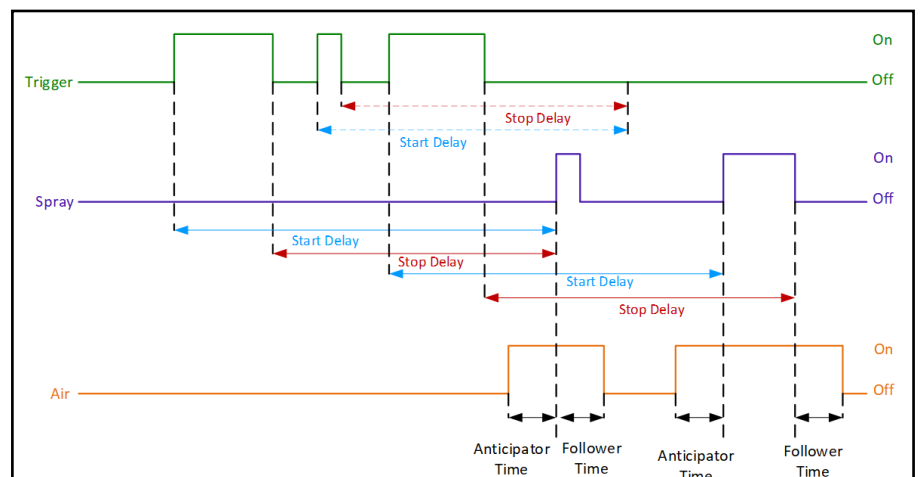 On
Trigger
Off
Stop Delay
Start Delay
On
Spray
Off
Start Delay
Stop Delay
Start Delay
Stop Delay
On
Air
Off
Anticipator
Time
Follower
Time
Anticipator
Time
Follower
Time